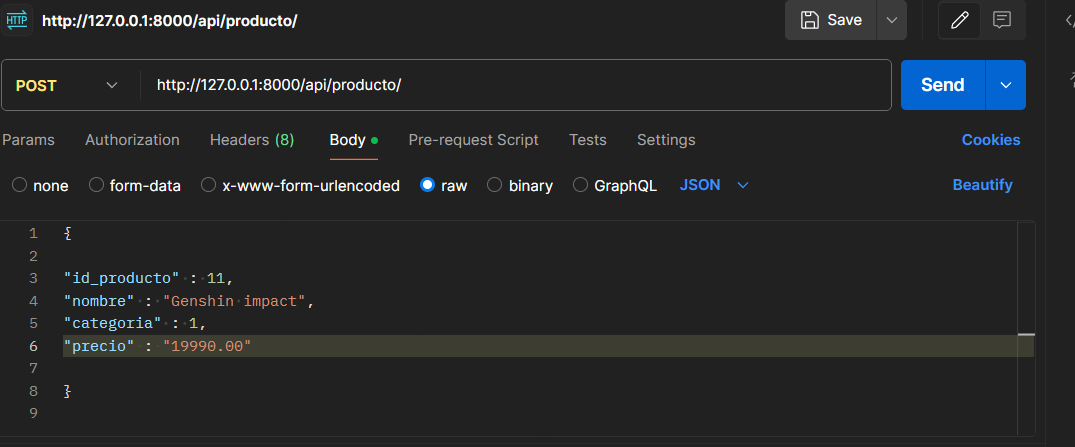 HTTP http://127.0.0.1:8000/api/producto/ Save
POST http://127.0.0.1:8000/api/producto/ Send
Params Authorization Headers (8) Body Pre-request Script Tests Settings Cookies
none form-data x-www-form-urlencoded raw binary GraphQL JSON Beautify
1 {
2
3 "id_producto" : 11,
4 "nombre" : "Genshin impact",
5 "categoria" : 1,
6 "precio" : "19990.00"
7
8 }
9